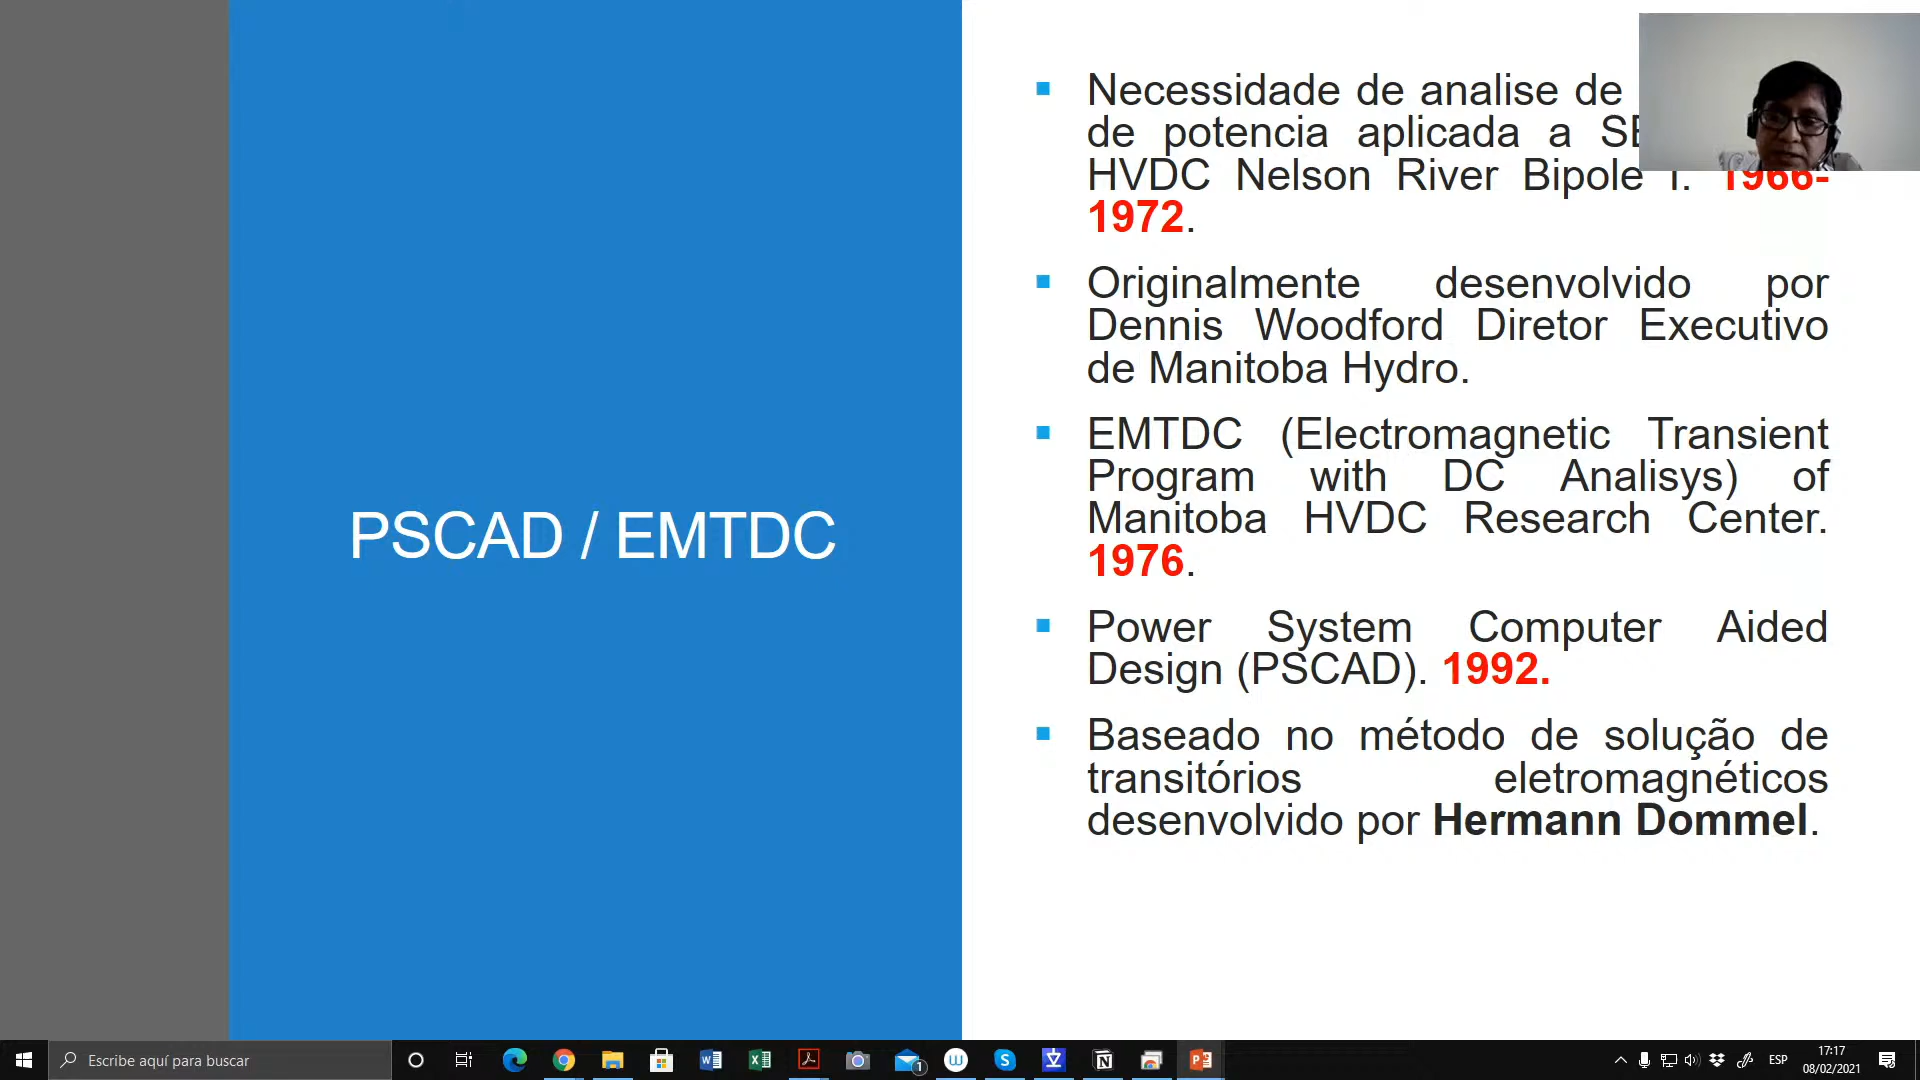 PSCAD / EMTDC
Necessidade de analise de
de potencia aplicada a
HVDC Nelson River Bipole I. 1966-
1972.
Originalmente desenvolvido por
Dennis Woodford Diretor Executivo
de Manitoba Hydro.
EMTDC (Electromagnetic Transient
Program with DC Analisys) of
Manitoba HVDC Research Center.
1976.
Power System Computer Aided
Design (PSCAD). 1992.
Baseado no método de solução de
transitórios eletromagnéticos
desenvolvido por Hermann Dommel.
Escribe aquí para buscar
ESP
17:17
08/02/2021